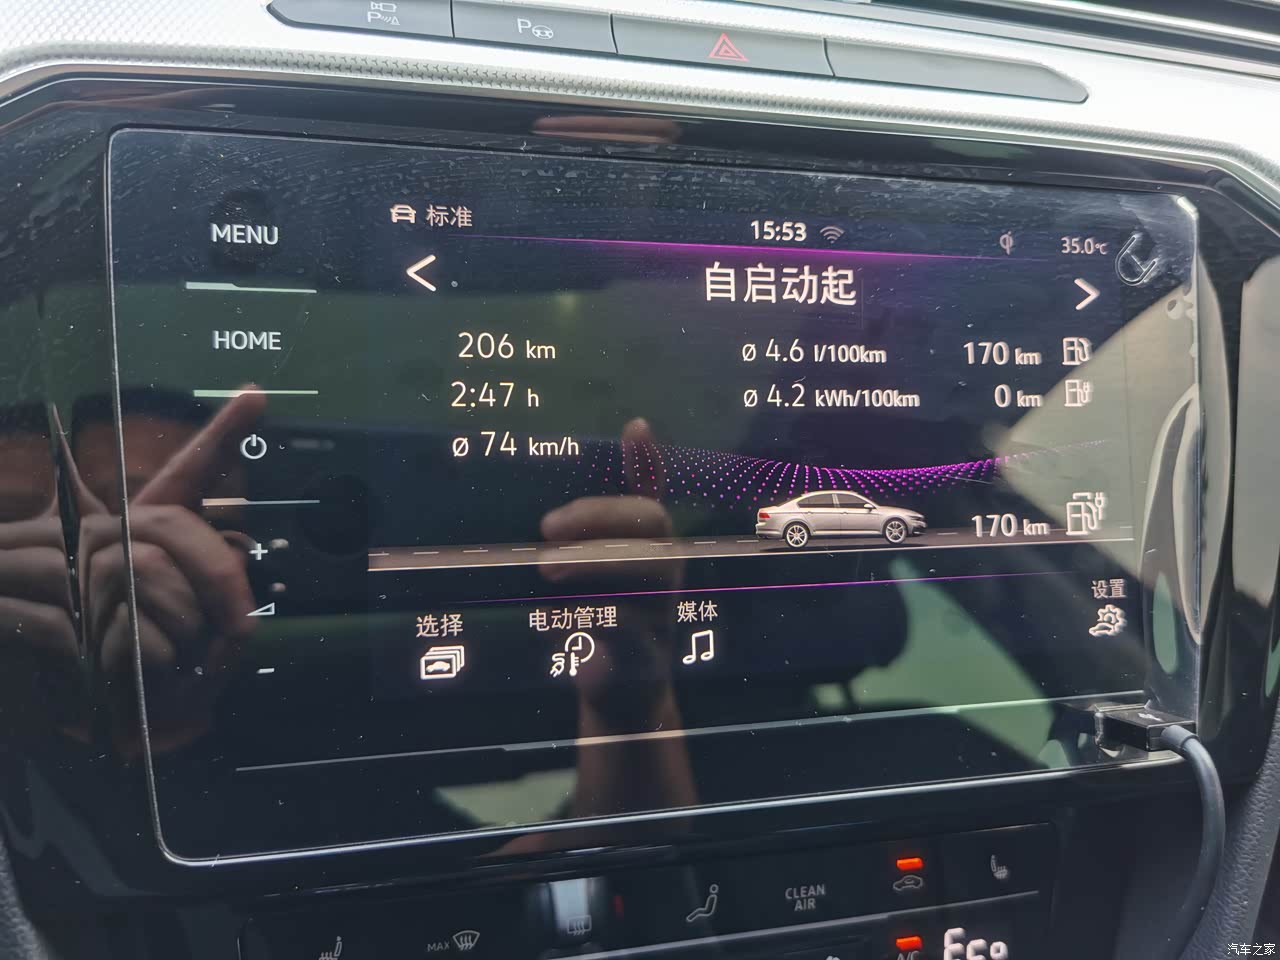 P
P
MENU
HOME
标准
15:53
35.0℃
自启动起
206 km
ø 4.6 l/100km
170 km
2:47 h
ø 4.2 kWh/100km
0 km
ø 74 km/h
170 km
选择
电动管理
媒体
设置
CLEAN
AIR
MAX
A/C
汽车之家